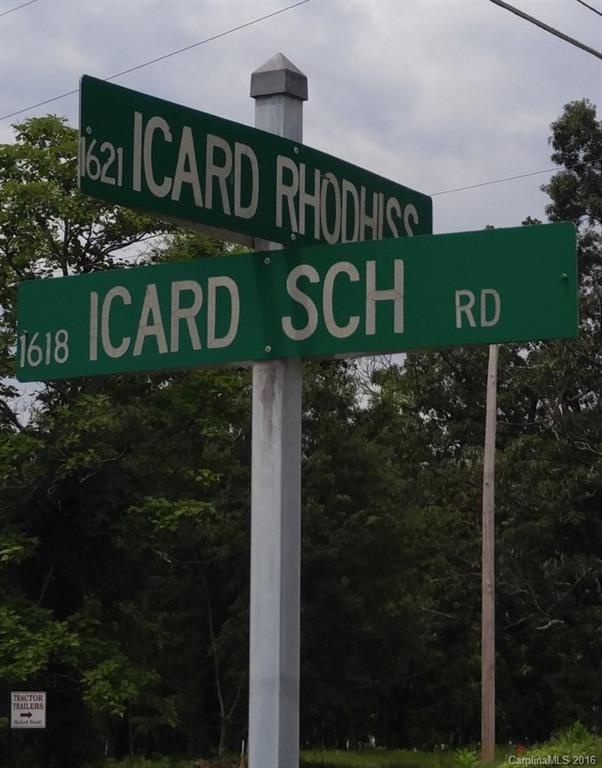 1621 ICARD RHODHISS
1618 ICARD SCH RD
TRACTOR
TRAILERS
CarolinaMLS © 2016